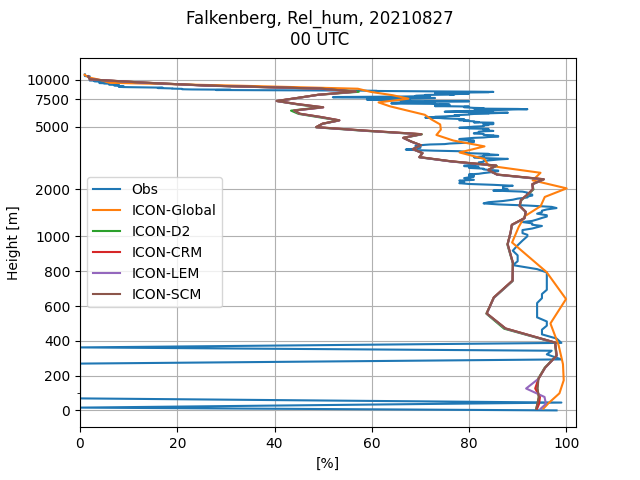 Falkenberg, Rel_hum, 20210827
00 UTC
10000
7500
5000
2000
1000
800
600
400
200
0
Height [m]
Obs
ICON-Global
ICON-D2
ICON-CRM
ICON-LEM
ICON-SCM
0 20 40 60 80 100
[%]